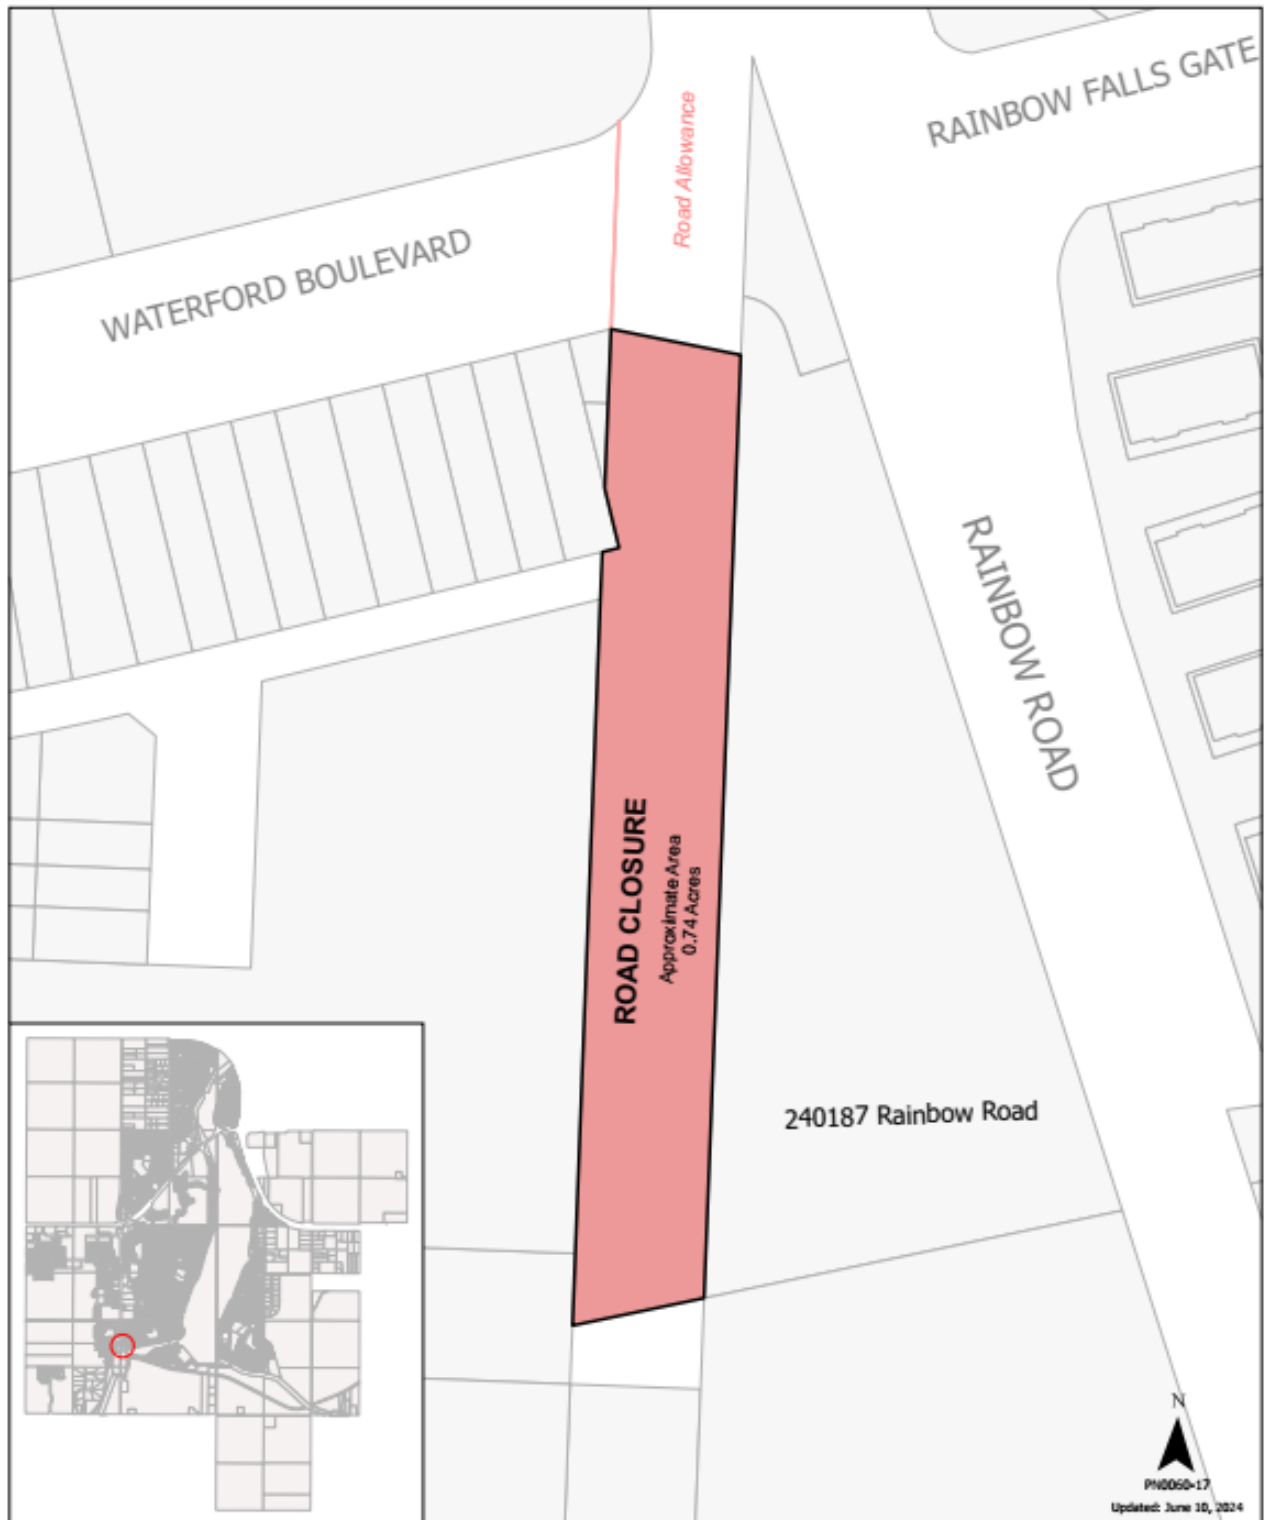 RAINBOW FALLS GATE
Road Allowance
WATERFORD BOULEVARD
RAINBOW ROAD
ROAD CLOSURE
Approximate Area
0.74 Acres
240187 Rainbow Road
N
PN0060-17
Updated: June 10, 2024